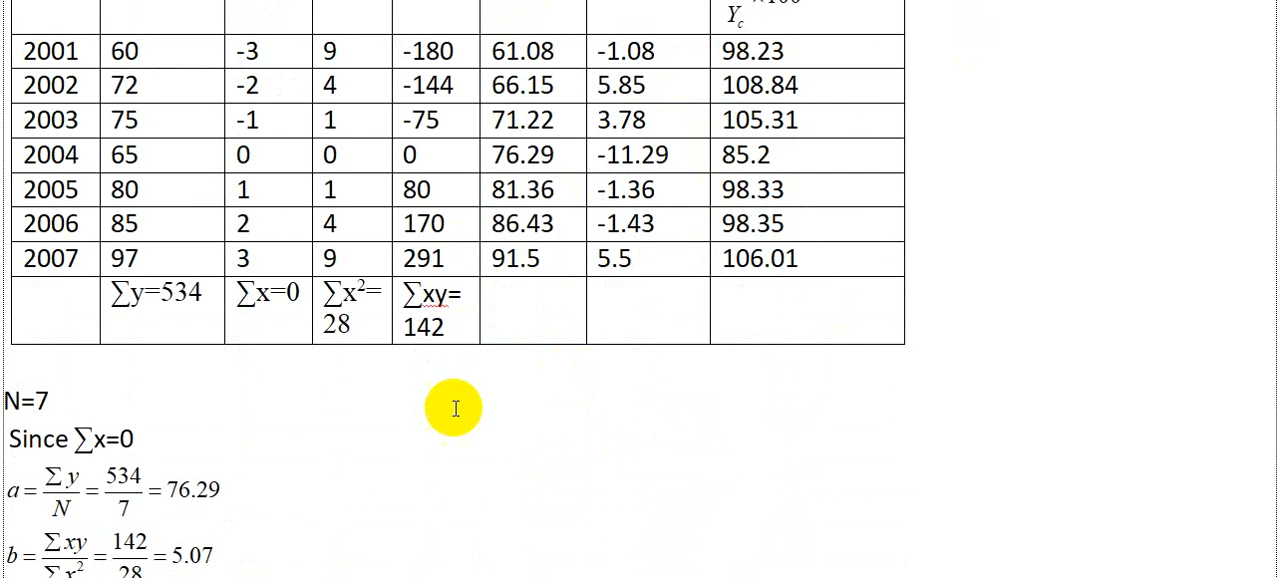 Y_c ×100
2001 60 -3 9 -180 61.08 -1.08 98.23
2002 72 -2 4 -144 66.15 5.85 108.84
2003 75 -1 1 -75 71.22 3.78 105.31
2004 65 0 0 0 76.29 -11.29 85.2
2005 80 1 1 80 81.36 -1.36 98.33
2006 85 2 4 170 86.43 -1.43 98.35
2007 97 3 9 291 91.5 5.5 106.01
∑y=534 ∑x=0 ∑x²= ∑xy=
28 142
N=7
Since ∑x=0
a = ∑y/N = 534/7 = 76.29
b = ∑xy/∑x² = 142/28 = 5.07